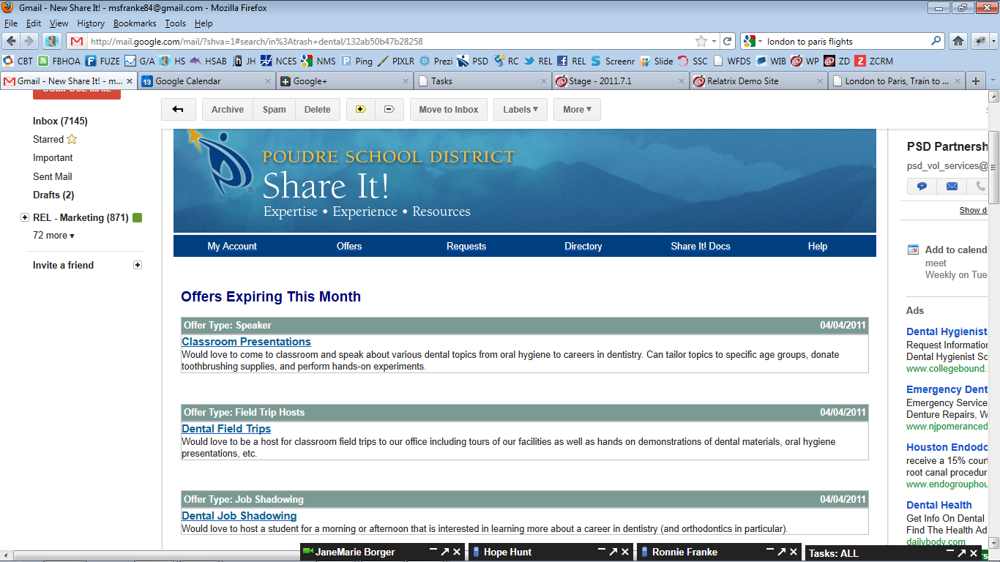 Gmail - New Share It! - msfranke84@gmail.com - Mozilla Firefox
File Edit View History Bookmarks Tools Help
http://mail.google.com/mail/?shva=1#search/in%3Atrash+dental/132ab50b47b28258
london to paris flights
CBT FBHOA FUZE G/A HS HSAB JH NCES NMS Ping PIXLR Prezi PSD RC REL REL Screenr Slide SSC WFDS WIB WP ZD ZCRM
Gmail - New Share It! - m... Google Calendar Google+ Tasks Stage - 2011.7.1 Relatrix Demo Site London to Paris, Train to ...
Archive Spam Delete Move to Inbox Labels More
Inbox (7145)
Starred
Important
Sent Mail
Drafts (2)
REL - Marketing (871)
72 more
Invite a friend
POUDRE SCHOOL DISTRICT
Share It!
Expertise • Experience • Resources
My Account Offers Requests Directory Share It! Docs Help
Offers Expiring This Month
Offer Type: Speaker 04/04/2011
Classroom Presentations
Would love to come to classroom and speak about various dental topics from oral hygiene to careers in dentistry. Can tailor topics to specific age groups, donate
toothbrushing supplies, and perform hands-on experiments.
Offer Type: Field Trip Hosts 04/04/2011
Dental Field Trips
Would love to be a host for classroom field trips to our office including tours of our facilities as well as hands on demonstrations of dental materials, oral hygiene
presentations, etc.
Offer Type: Job Shadowing 04/04/2011
Dental Job Shadowing
Would love to host a student for a morning or afternoon that is interested in learning more about a career in dentistry (and orthodontics in particular).
PSD Partnersh
psd_vol_services@
Show d
Add to calend
meet
Weekly on Tue
Ads
Dental Hygienist
Request Information
Dental Hygienist Sc
www.collegebound.
Emergency Dent
Emergency Service
Denture Repairs, W
www.njpomeranced
Houston Endodo
receive a 15% court
root canal procedur
www.endogrouphou
Dental Health
Get Info On Dental
Find The Health Ad
dailybody.com
JaneMarie Borger Hope Hunt Ronnie Franke Tasks: ALL